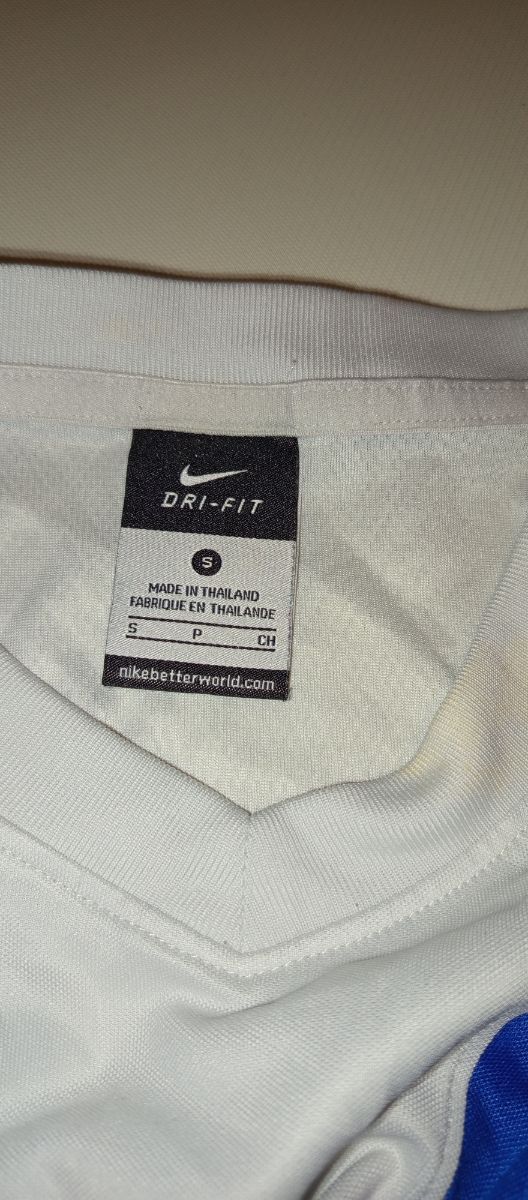 DRI-FIT
S
MADE IN THAILAND
FABRIQUE EN THAILANDE
S P CH
nikebetterworld.com